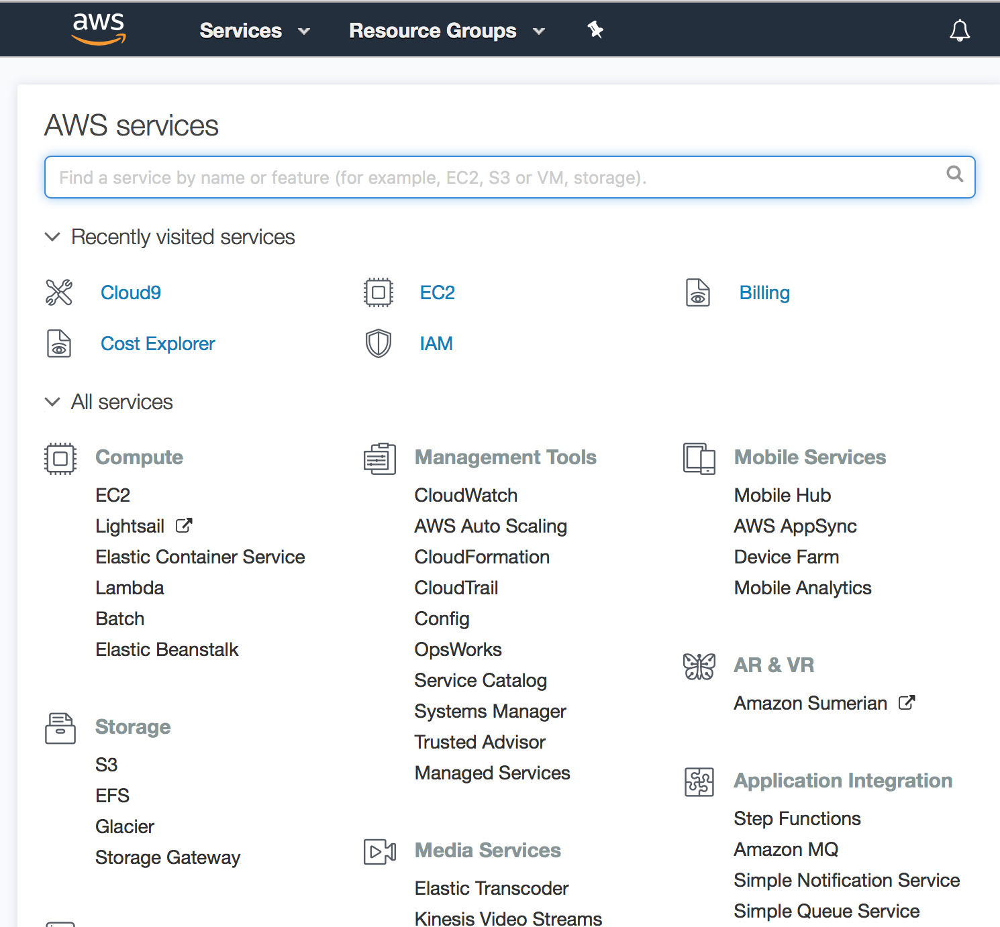 aws Services Resource Groups
AWS services
Find a service by name or feature (for example, EC2, S3 or VM, storage).
Recently visited services
Cloud9
EC2
Billing
Cost Explorer
IAM
All services
Compute
EC2
Lightsail
Elastic Container Service
Lambda
Batch
Elastic Beanstalk
Storage
S3
EFS
Glacier
Storage Gateway
Management Tools
CloudWatch
AWS Auto Scaling
CloudFormation
CloudTrail
Config
OpsWorks
Service Catalog
Systems Manager
Trusted Advisor
Managed Services
Media Services
Elastic Transcoder
Kinesis Video Streams
Mobile Services
Mobile Hub
AWS AppSync
Device Farm
Mobile Analytics
AR & VR
Amazon Sumerian
Application Integration
Step Functions
Amazon MQ
Simple Notification Service
Simple Queue Service